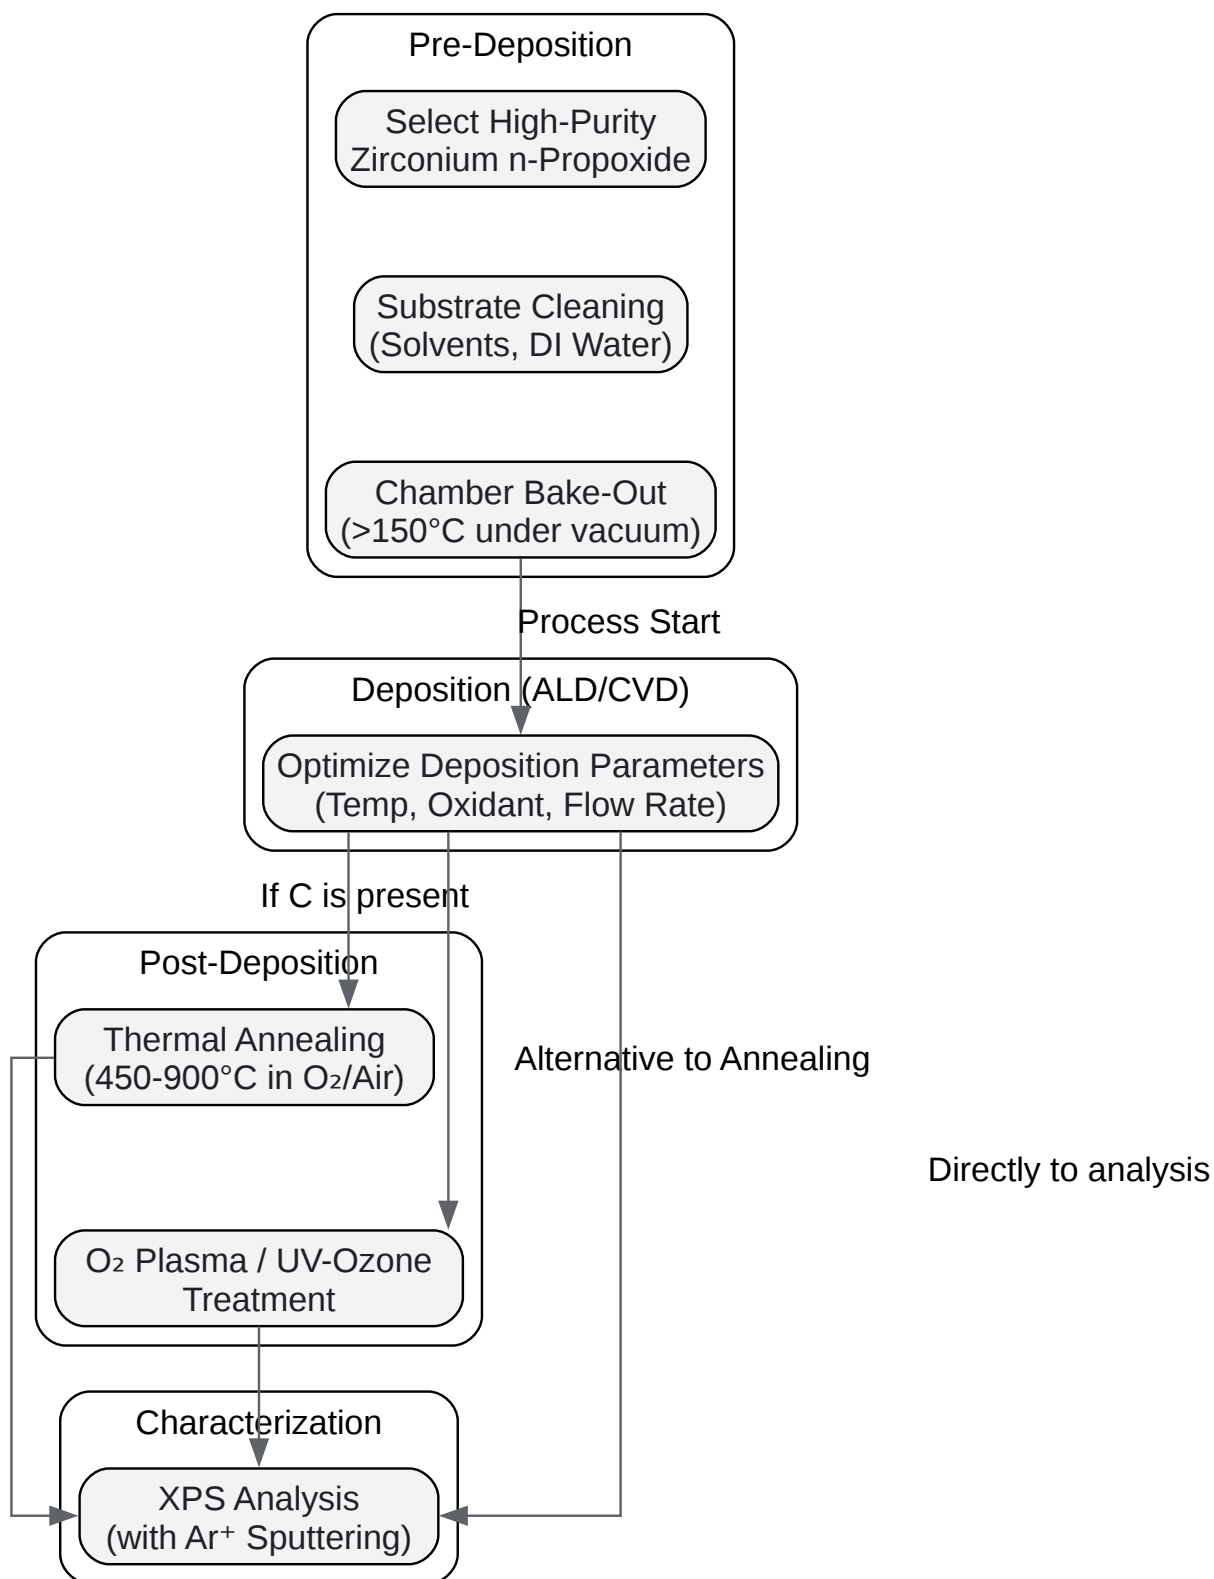 Pre-Deposition
Select High-Purity
Zirconium n-Propoxide
Substrate Cleaning
(Solvents, DI Water)
Chamber Bake-Out
(>150°C under vacuum)
Process Start
Deposition (ALD/CVD)
Optimize Deposition Parameters
(Temp, Oxidant, Flow Rate)
If C is present
Post-Deposition
Thermal Annealing
(450-900°C in O₂/Air)
Alternative to Annealing
Directly to analysis
O₂ Plasma / UV-Ozone
Treatment
Characterization
XPS Analysis
(with Ar⁺ Sputtering)